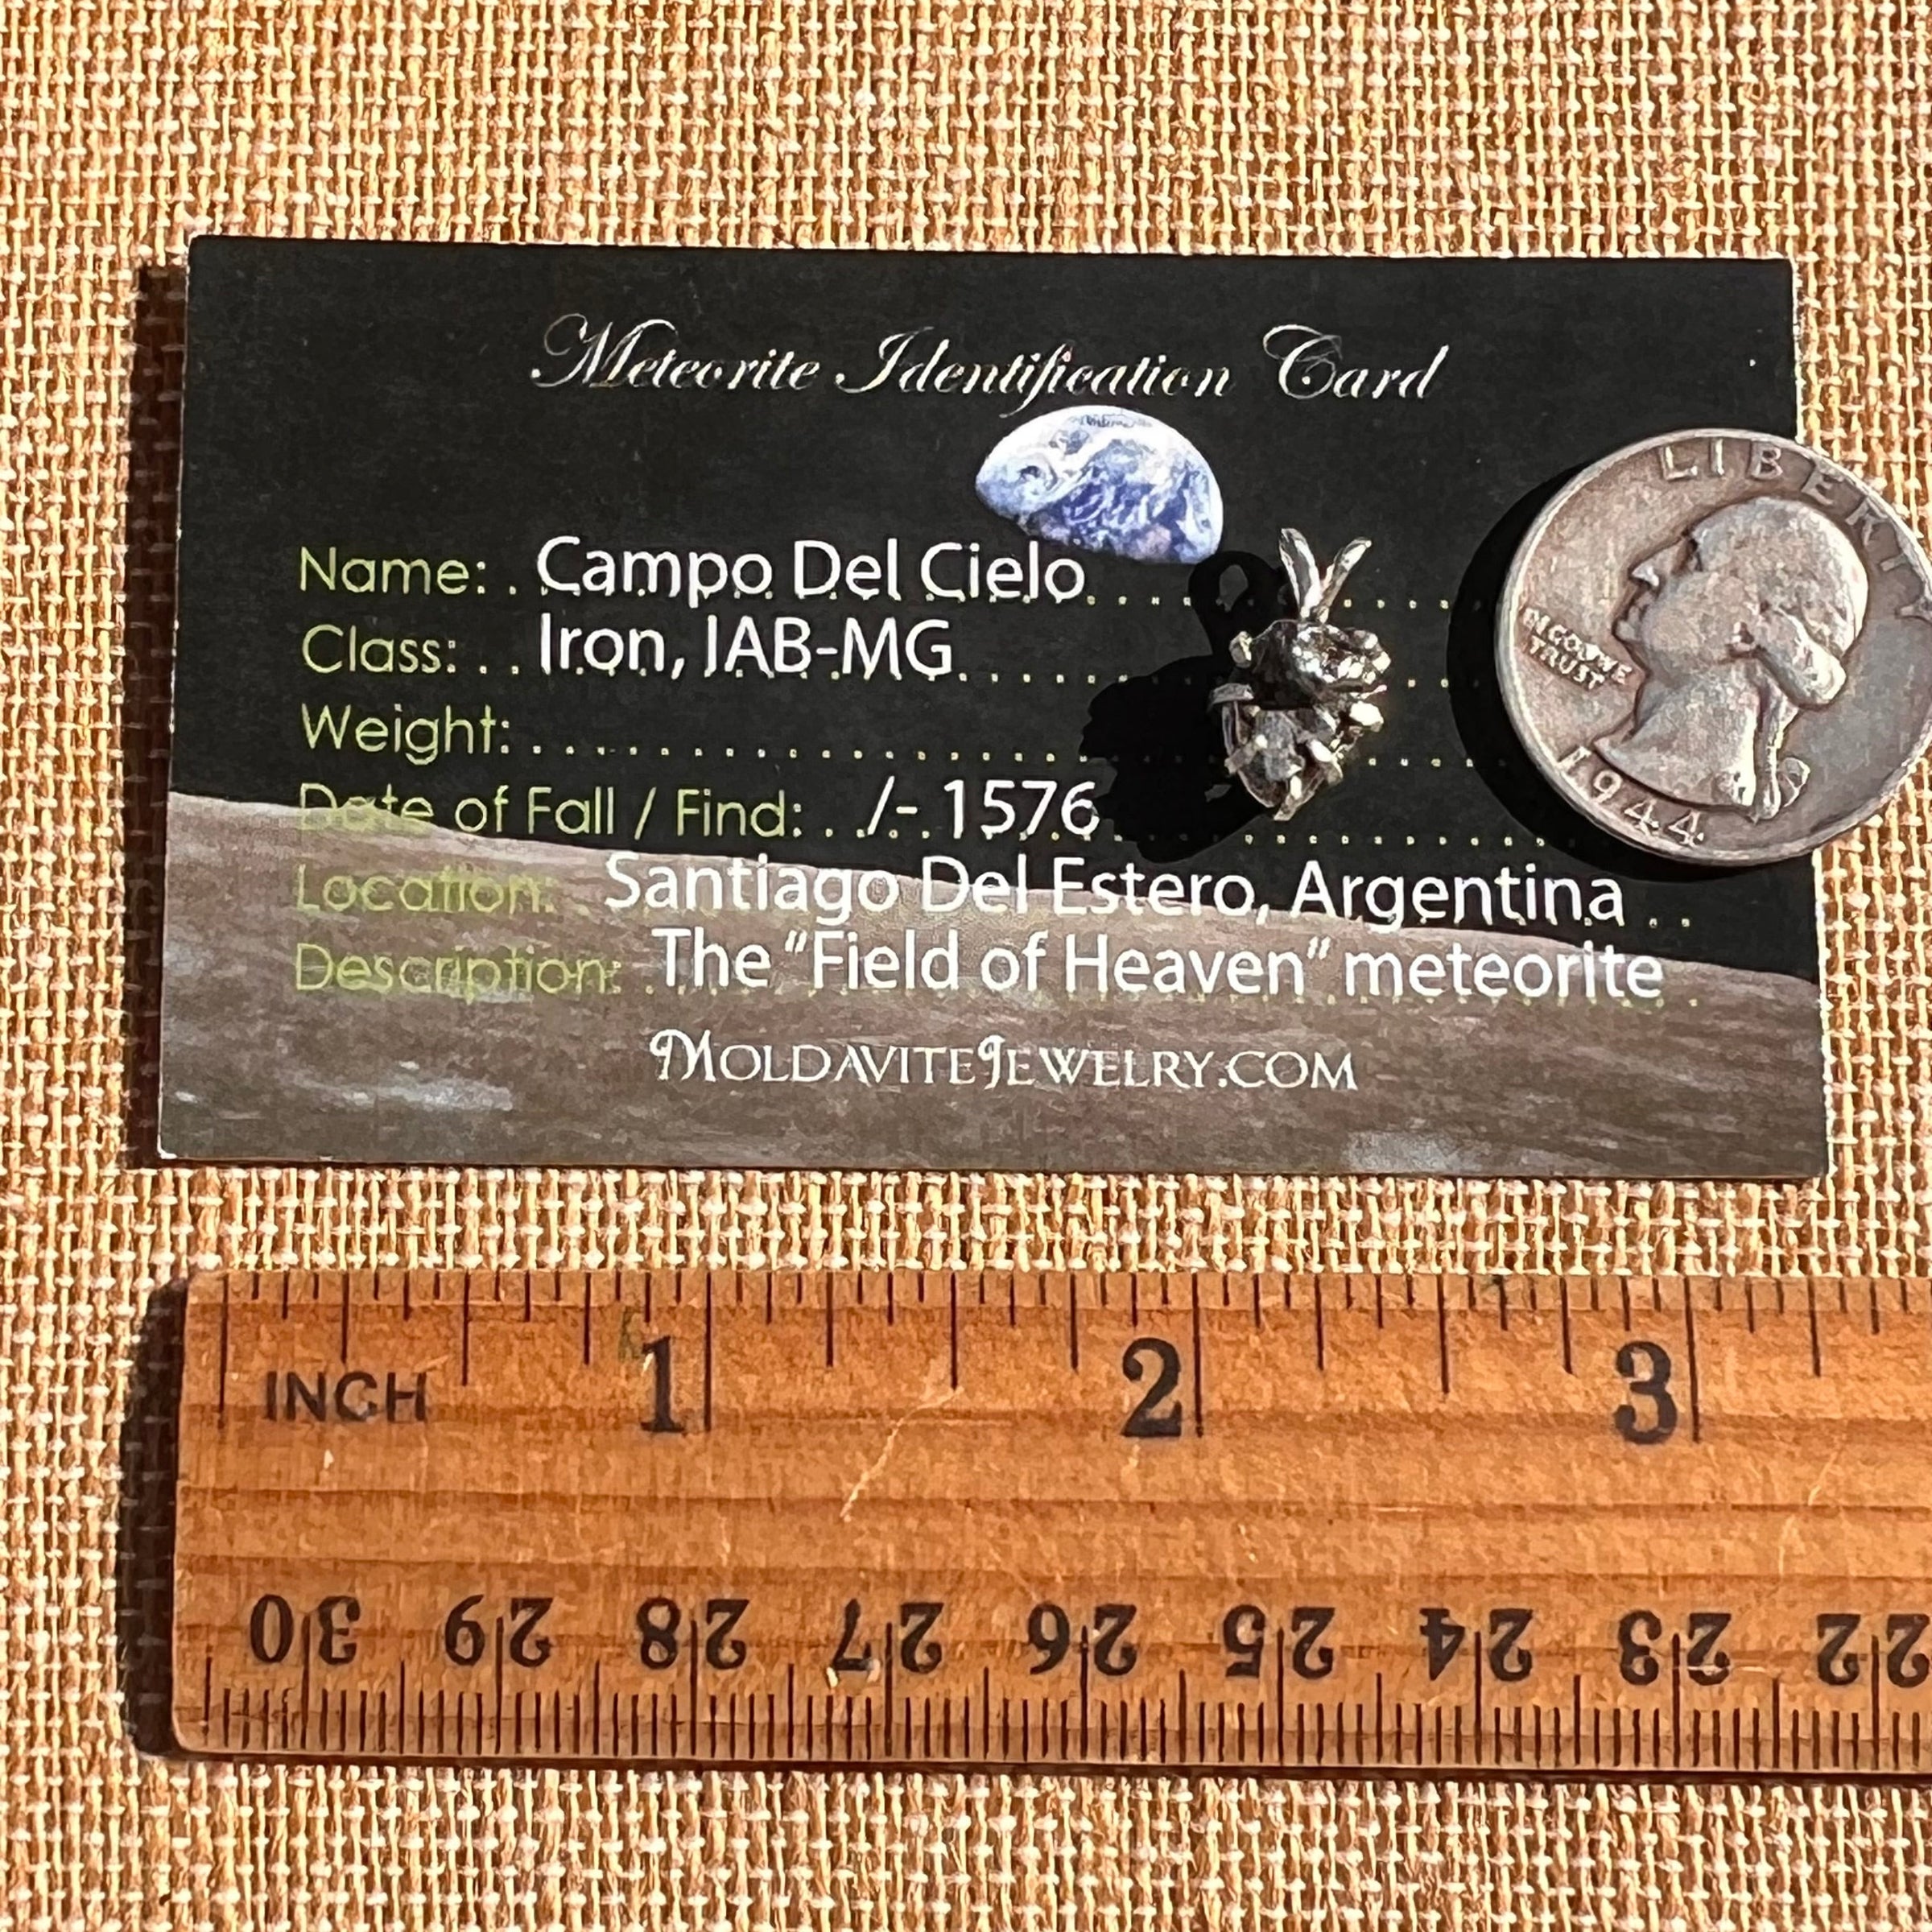 Meteorite Identification Card
Name: . Campo Del Cielo
Class: . . Iron, IAB-MG
Weight:
Date of Fall / Find: . ./-.1576
Location: . Santiago Del Estero, Argentina . .
Description: . The “Field of Heaven” meteorite
MOLDAVITEJEWELRY.COM
LIBERTY
IN GOD WE
TRUST
1944
INCH 1 2 3
30 29 28 27 26 25 24 23 22